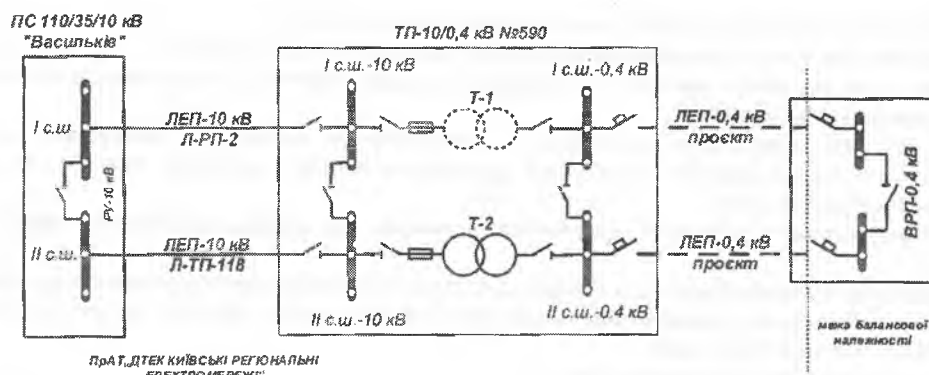 ПС 110/35/10 кВ
"Васильків"
ТП-10/0,4 кВ №590
І с.ш.-10 кВ
І с.ш.-0,4 кВ
Т-1
І с.ш.
ЛЕП-10 кВ
Л-РП-2
ЛЕП-0,4 кВ
проєкт
РУ-10 кВ
ВРП-0,4 кВ
Т-2
ІІ с.ш.
ЛЕП-10 кВ
Л-ТП-118
ЛЕП-0,4 кВ
проєкт
ІІ с.ш.-10 кВ
ІІ с.ш.-0,4 кВ
межа балансової
належності
ПрАТ „ДТЕК КИЇВСЬКІ РЕГІОНАЛЬНІ
ЕЛЕКТРОМЕРЕЖІ"